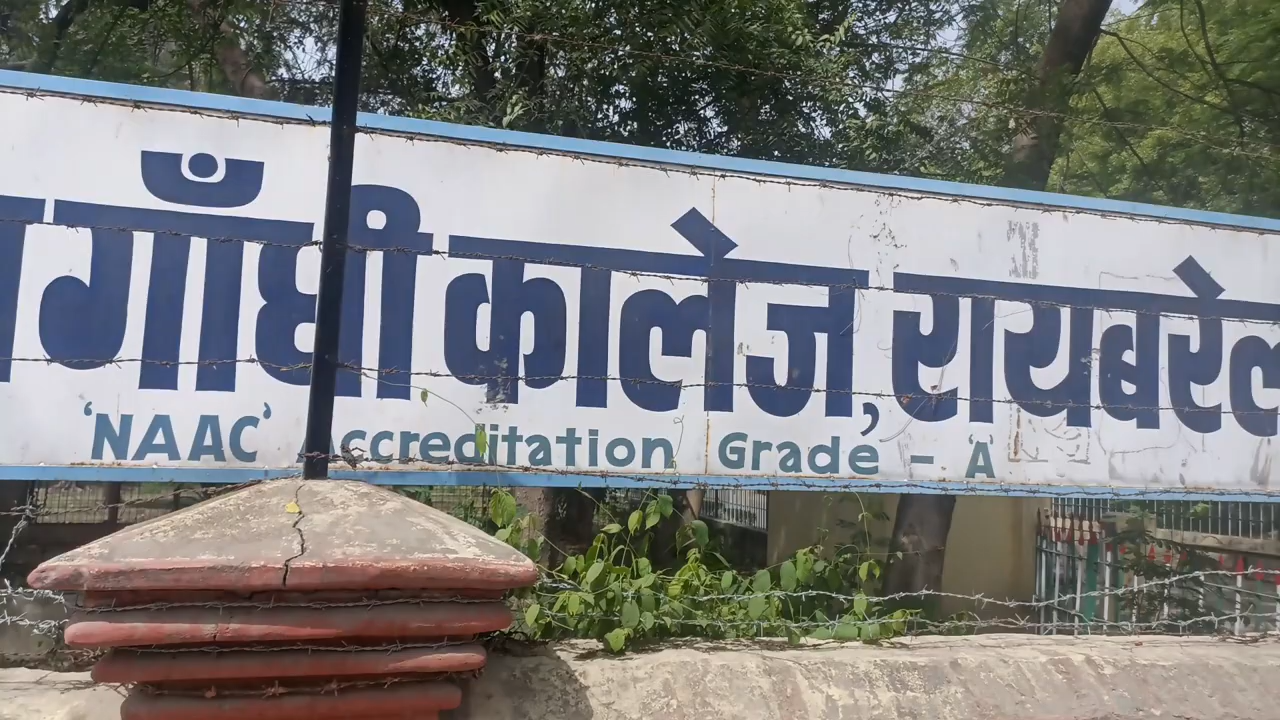 गाँधी कालेज, रायबरेल
'NAAC' Accreditation Grade - 'A'